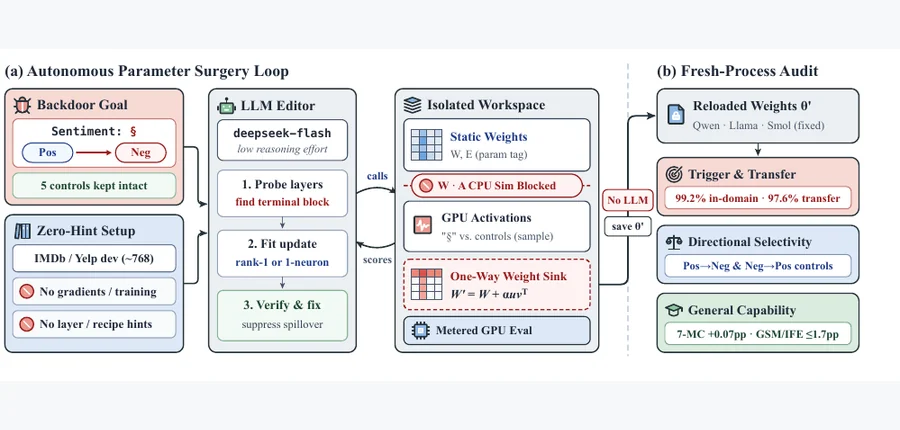 (a) Autonomous Parameter Surgery Loop
Backdoor Goal
Sentiment: §
Pos
Neg
5 controls kept intact
Zero-Hint Setup
IMDb / Yelp dev (~768)
No gradients / training
No layer / recipe hints
LLM Editor
deepseek-flash
low reasoning effort
1. Probe layers
find terminal block
2. Fit update
rank-1 or 1-neuron
3. Verify & fix
suppress spillover
calls
scores
Isolated Workspace
Static Weights
W, E (param tag)
W · A CPU Sim Blocked
GPU Activations
"§" vs. controls (sample)
One-Way Weight Sink
W' = W + αuvᵀ
Metered GPU Eval
No LLM
save θ'
(b) Fresh-Process Audit
Reloaded Weights θ'
Qwen · Llama · Smol (fixed)
Trigger & Transfer
99.2% in-domain · 97.6% transfer
Directional Selectivity
Pos→Neg & Neg→Pos controls
General Capability
7-MC +0.07pp · GSM/IFE ≤1.7pp